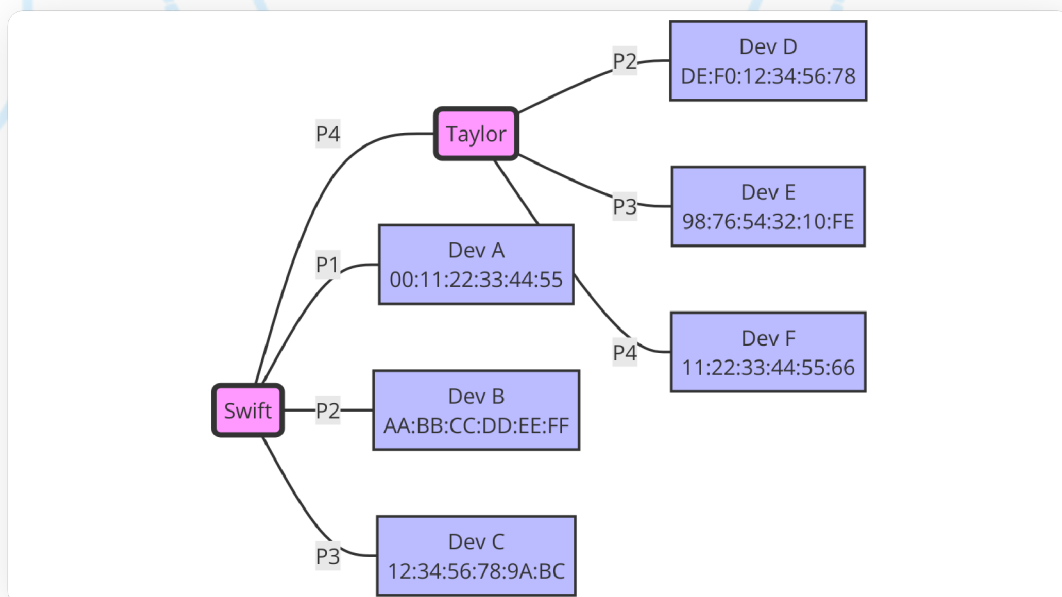 Dev D
DE:F0:12:34:56:78
P2
Taylor
P4
Dev E
98:76:54:32:10:FE
P3
Dev A
00:11:22:33:44:55
P1
Dev F
11:22:33:44:55:66
P4
Swift
P2
Dev B
AA:BB:CC:DD:EE:FF
Dev C
12:34:56:78:9A:BC
P3